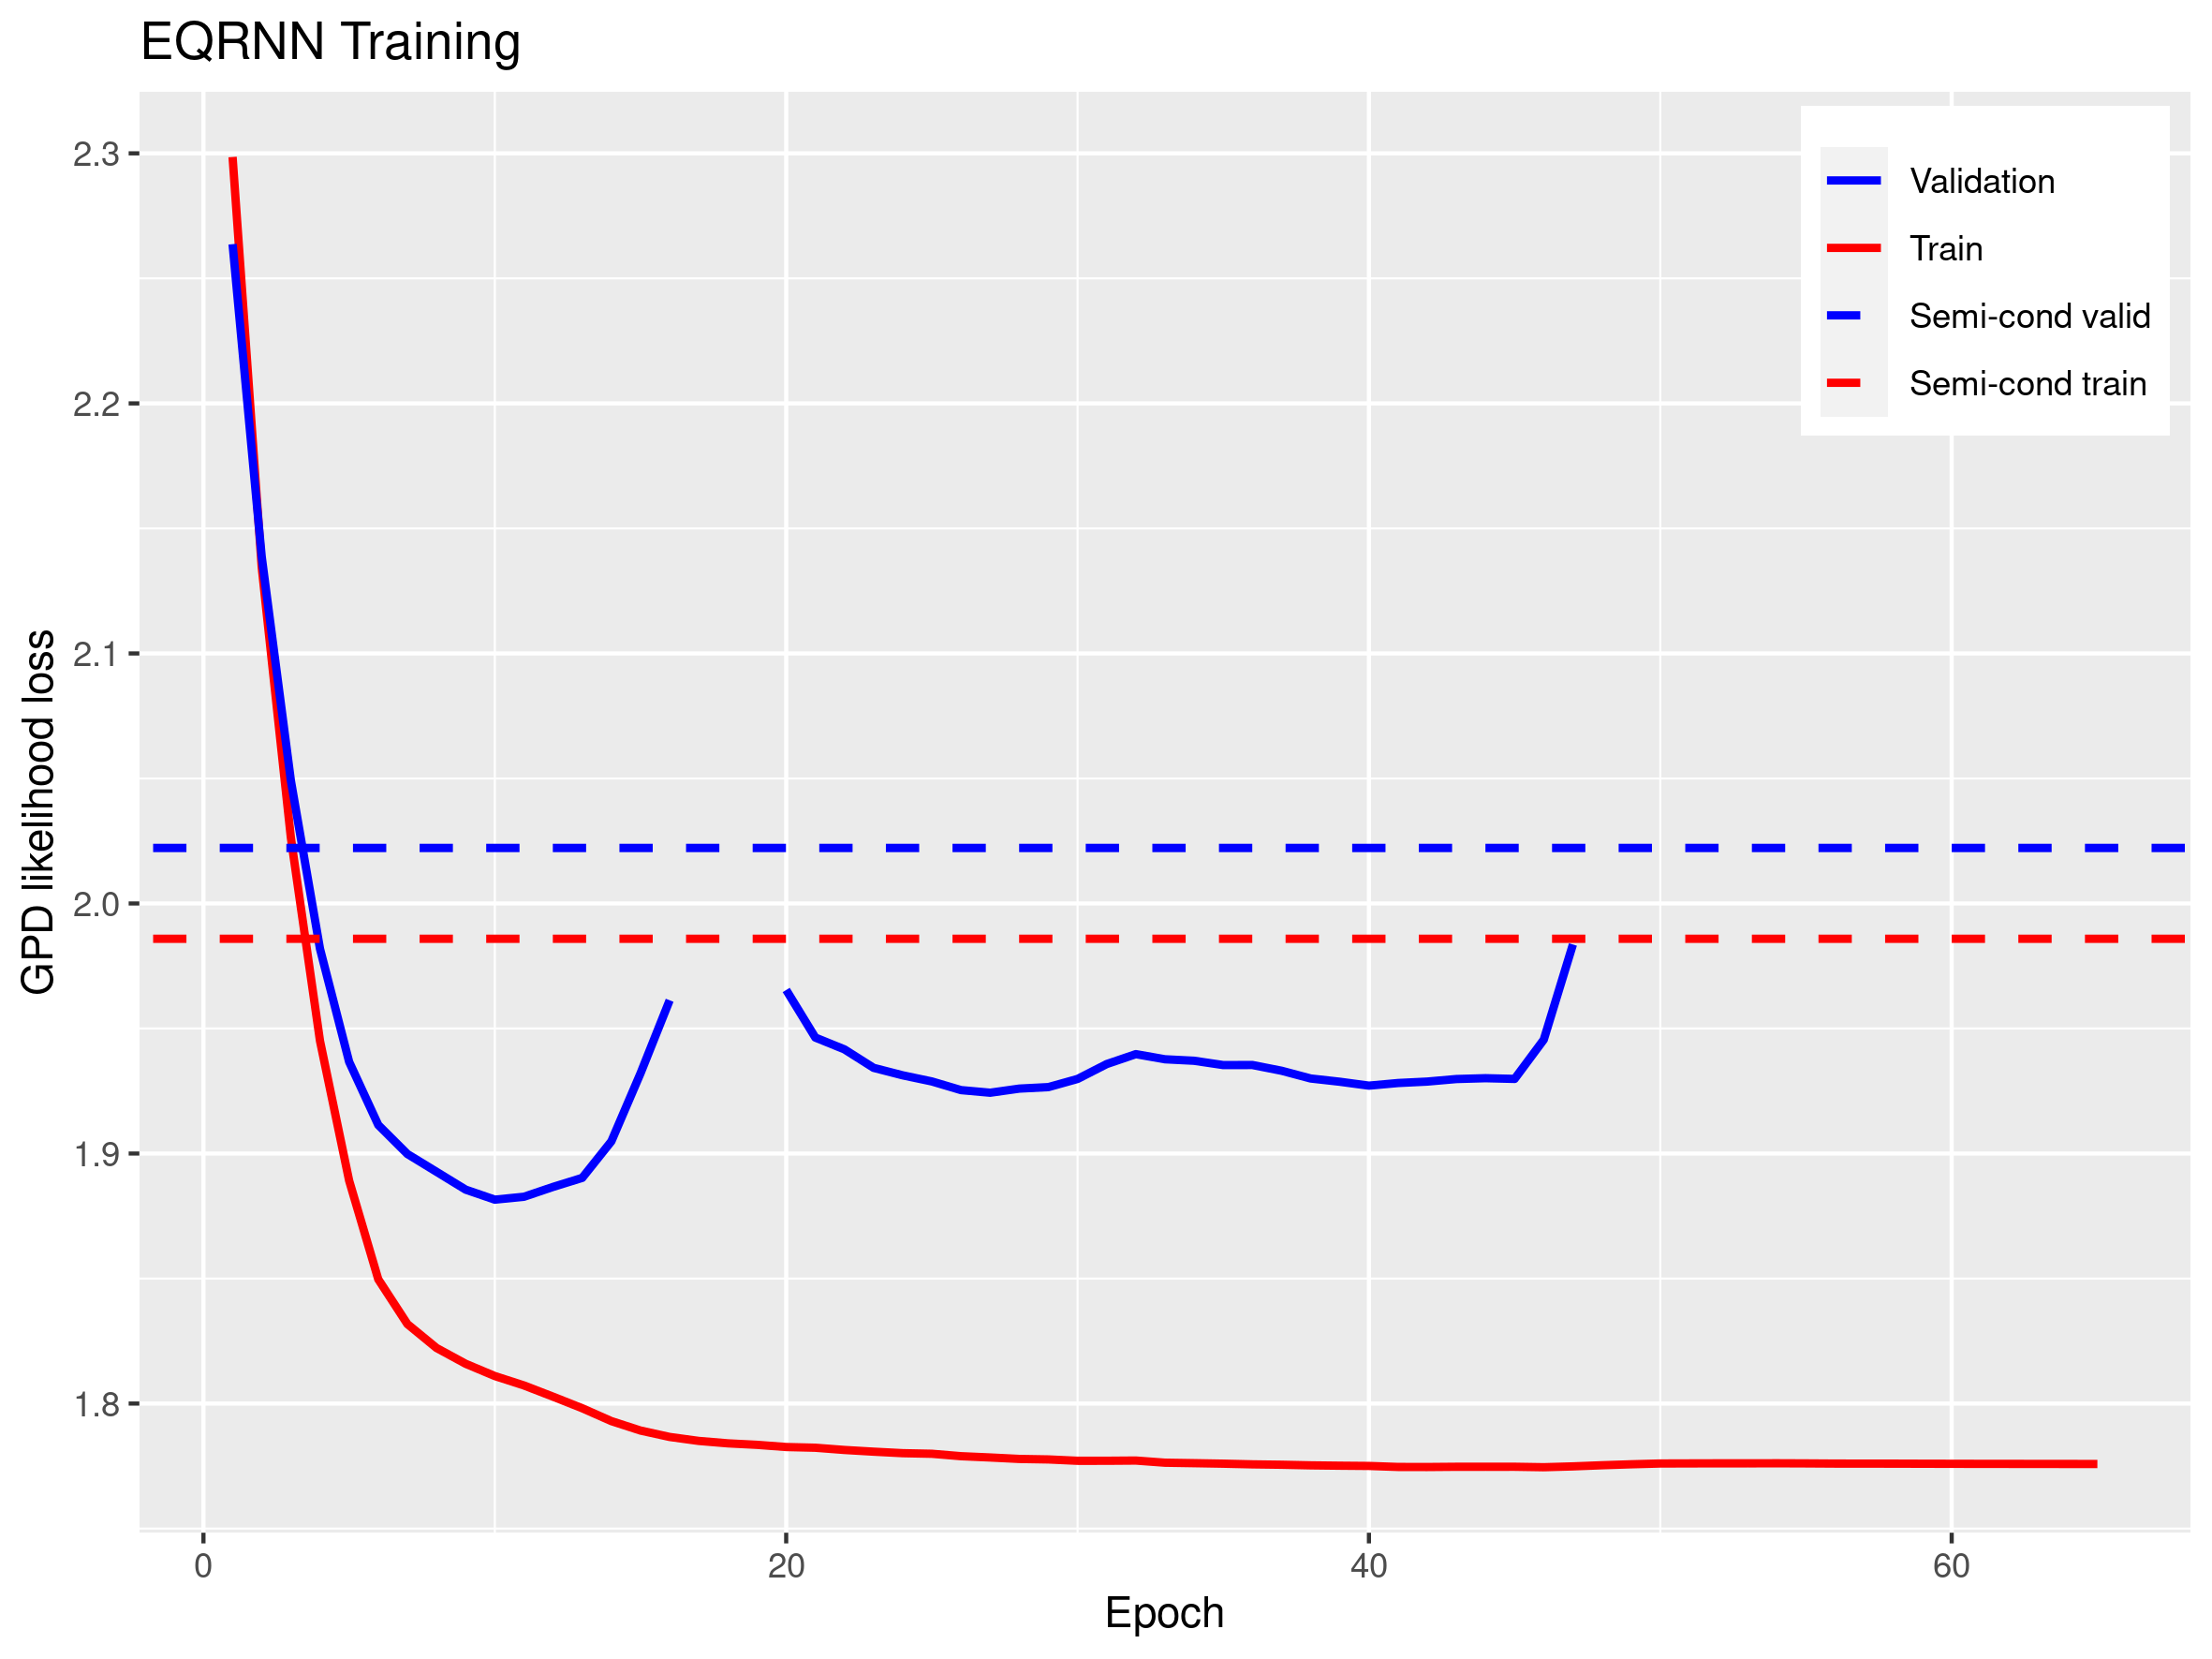 EQRNN Training
2.3
2.2
2.1
2.0
1.9
1.8
GPD likelihood loss
Validation
Train
Semi-cond valid
Semi-cond train
0
20
40
60
Epoch